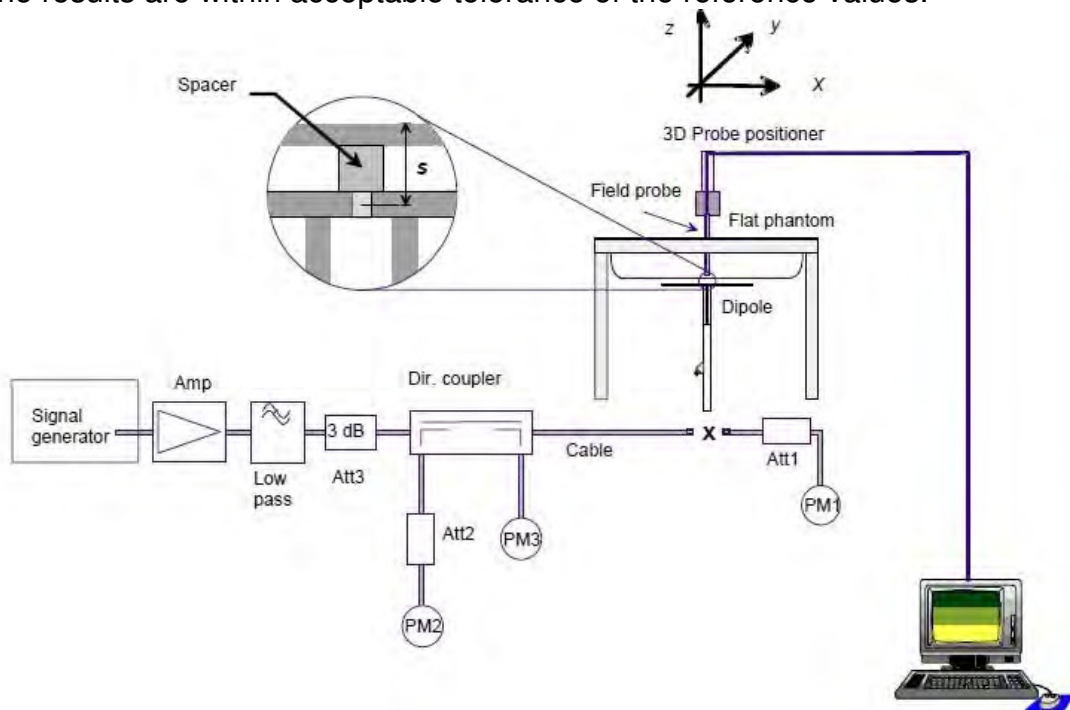 the results are within acceptable tolerance of the reference values.
z
y
x
Spacer
s
3D Probe positioner
Field probe
Flat phantom
Dipole
Signal
generator
Amp
Low
pass
3 dB
Att3
Dir. coupler
Att2
PM2
PM3
Cable
x
Att1
PM1